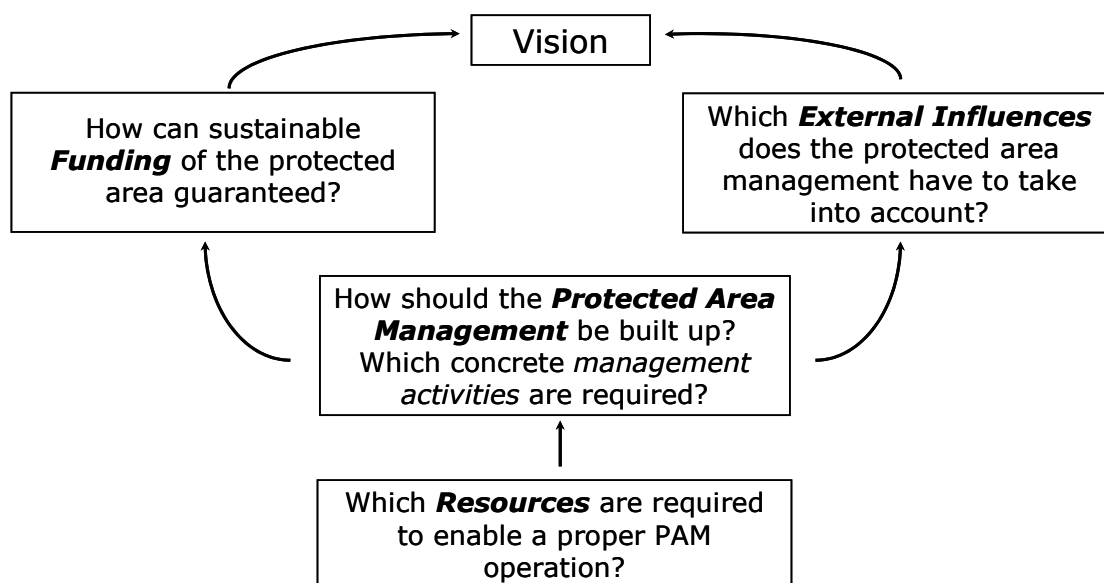 Vision
How can sustainable
Funding of the protected
area guaranteed?
Which External Influences
does the protected area
management have to take
into account?
How should the Protected Area
Management be built up?
Which concrete management
activities are required?
Which Resources are required
to enable a proper PAM
operation?